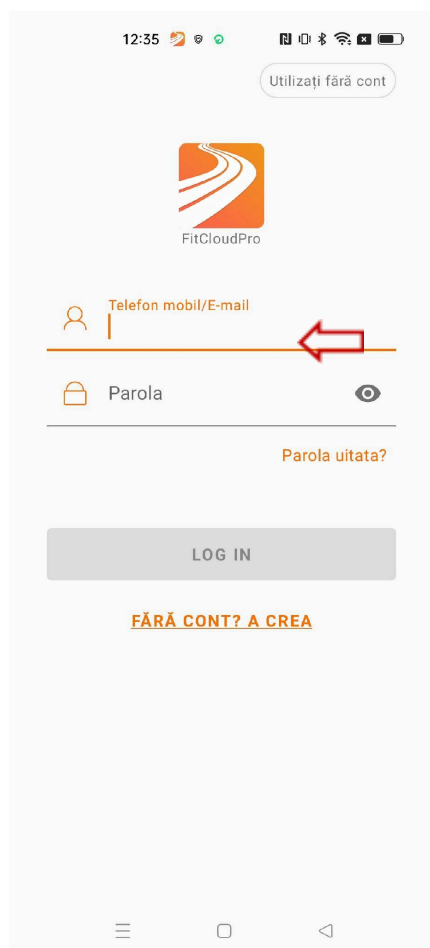 12:35
Utilizați fără cont
FitCloudPro
Telefon mobil/E-mail
Parola
Parola uitata?
LOG IN
FĂRĂ CONT? A CREA